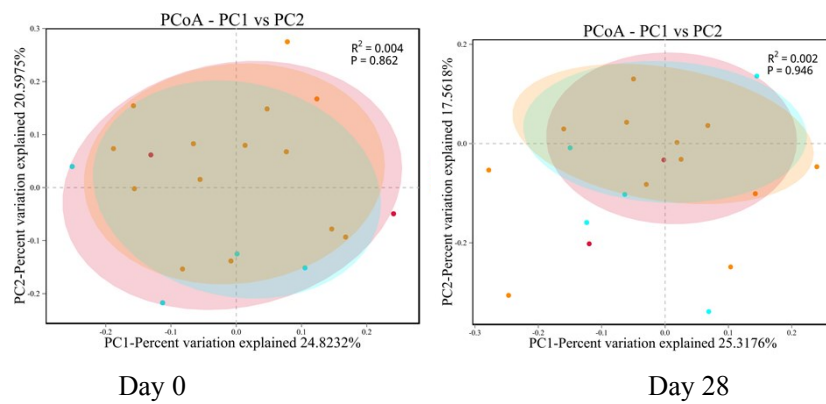 PCoA - PC1 vs PC2
R² = 0.004
P = 0.862
PC2-Percent variation explained 20.5975%
0.3
0.2
0.1
0.0
-0.1
-0.2
-0.2
-0.1
0.0
0.1
0.2
PC1-Percent variation explained 24.8232%
Day 0
PCoA - PC1 vs PC2
R² = 0.002
P = 0.946
PC2-Percent variation explained 17.5618%
0.2
0.0
-0.2
-0.3
-0.2
-0.1
0.0
0.1
0.2
PC1-Percent variation explained 25.3176%
Day 28